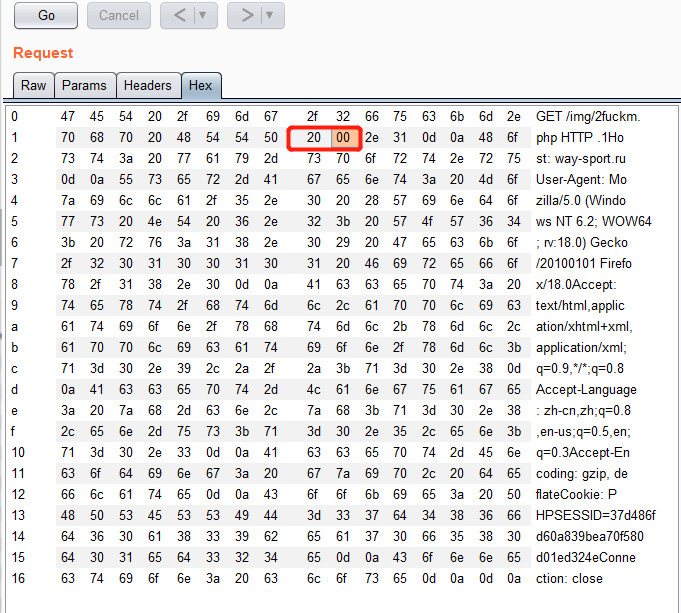 Go Cancel < ▼ > ▼
Request
Raw Params Headers Hex
0 47 45 54 20 2f 69 6d 67 2f 32 66 75 63 6b 6d 2e GET /img/2fuckm.
1 70 68 70 20 48 54 54 50 20 00 2e 31 0d 0a 48 6f php HTTP .1Ho
2 73 74 3a 20 77 61 79 2d 73 70 6f 72 74 2e 72 75 st: way-sport.ru
3 0d 0a 55 73 65 72 2d 41 67 65 6e 74 3a 20 4d 6f User-Agent: Mo
4 7a 69 6c 6c 61 2f 35 2e 30 20 28 57 69 6e 64 6f zilla/5.0 (Windo
5 77 73 20 4e 54 20 36 2e 32 3b 20 57 4f 57 36 34 ws NT 6.2; WOW64
6 3b 20 72 76 3a 31 38 2e 30 29 20 47 65 63 6b 6f ; rv:18.0) Gecko
7 2f 32 30 31 30 30 31 30 31 20 46 69 72 65 66 6f /20100101 Firefo
8 78 2f 31 38 2e 30 0d 0a 41 63 63 65 70 74 3a 20 x/18.0Accept:
9 74 65 78 74 2f 68 74 6d 6c 2c 61 70 70 6c 69 63 text/html,applic
a 61 74 69 6f 6e 2f 78 68 74 6d 6c 2b 78 6d 6c 2c ation/xhtml+xml,
b 61 70 70 6c 69 63 61 74 69 6f 6e 2f 78 6d 6c 3b application/xml;
c 71 3d 30 2e 39 2c 2a 2f 2a 3b 71 3d 30 2e 38 0d q=0.9,*/*;q=0.8
d 0a 41 63 63 65 70 74 2d 4c 61 6e 67 75 61 67 65 Accept-Language
e 3a 20 7a 68 2d 63 6e 2c 7a 68 3b 71 3d 30 2e 38 : zh-cn,zh;q=0.8
f 2c 65 6e 2d 75 73 3b 71 3d 30 2e 35 2c 65 6e 3b ,en-us;q=0.5,en;
10 71 3d 30 2e 33 0d 0a 41 63 63 65 70 74 2d 45 6e q=0.3Accept-En
11 63 6f 64 69 6e 67 3a 20 67 7a 69 70 2c 20 64 65 coding: gzip, de
12 66 6c 61 74 65 0d 0a 43 6f 6f 6b 69 65 3a 20 50 flateCookie: P
13 48 50 53 45 53 53 49 44 3d 33 37 64 34 38 36 66 HPSESSID=37d486f
14 64 36 30 61 38 33 39 62 65 61 37 30 66 35 38 30 d60a839bea70f580
15 64 30 31 65 64 33 32 34 65 0d 0a 43 6f 6e 6e 65 d01ed324eConne
16 63 74 69 6f 6e 3a 20 63 6c 6f 73 65 0d 0a 0d 0a ction: close